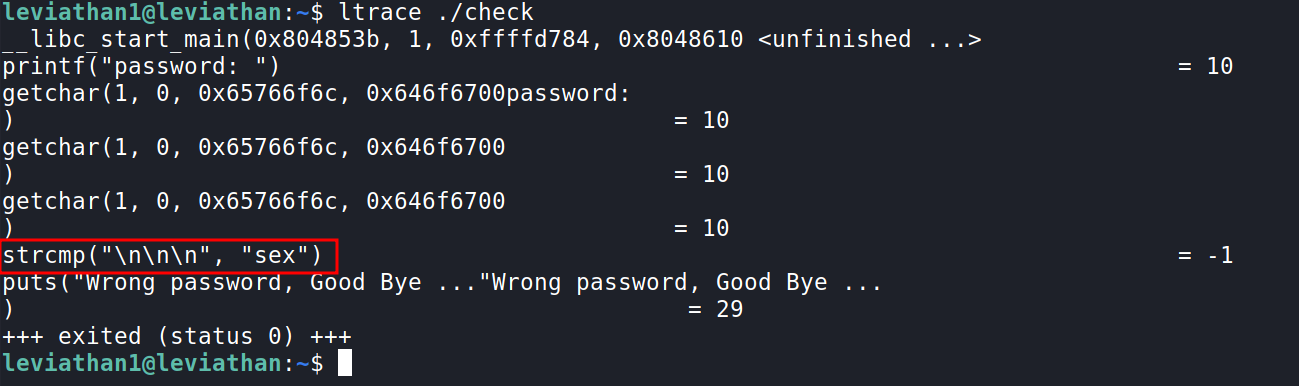 leviathan1@leviathan:~$ ltrace ./check
__libc_start_main(0x804853b, 1, 0xffffd784, 0x8048610 <unfinished ...>
printf("password: ") = 10
getchar(1, 0, 0x65766f6c, 0x646f6700password:
) = 10
getchar(1, 0, 0x65766f6c, 0x646f6700
) = 10
getchar(1, 0, 0x65766f6c, 0x646f6700
) = 10
strcmp("\n\n\n", "sex") = -1
puts("Wrong password, Good Bye ..."Wrong password, Good Bye ...
) = 29
+++ exited (status 0) +++
leviathan1@leviathan:~$